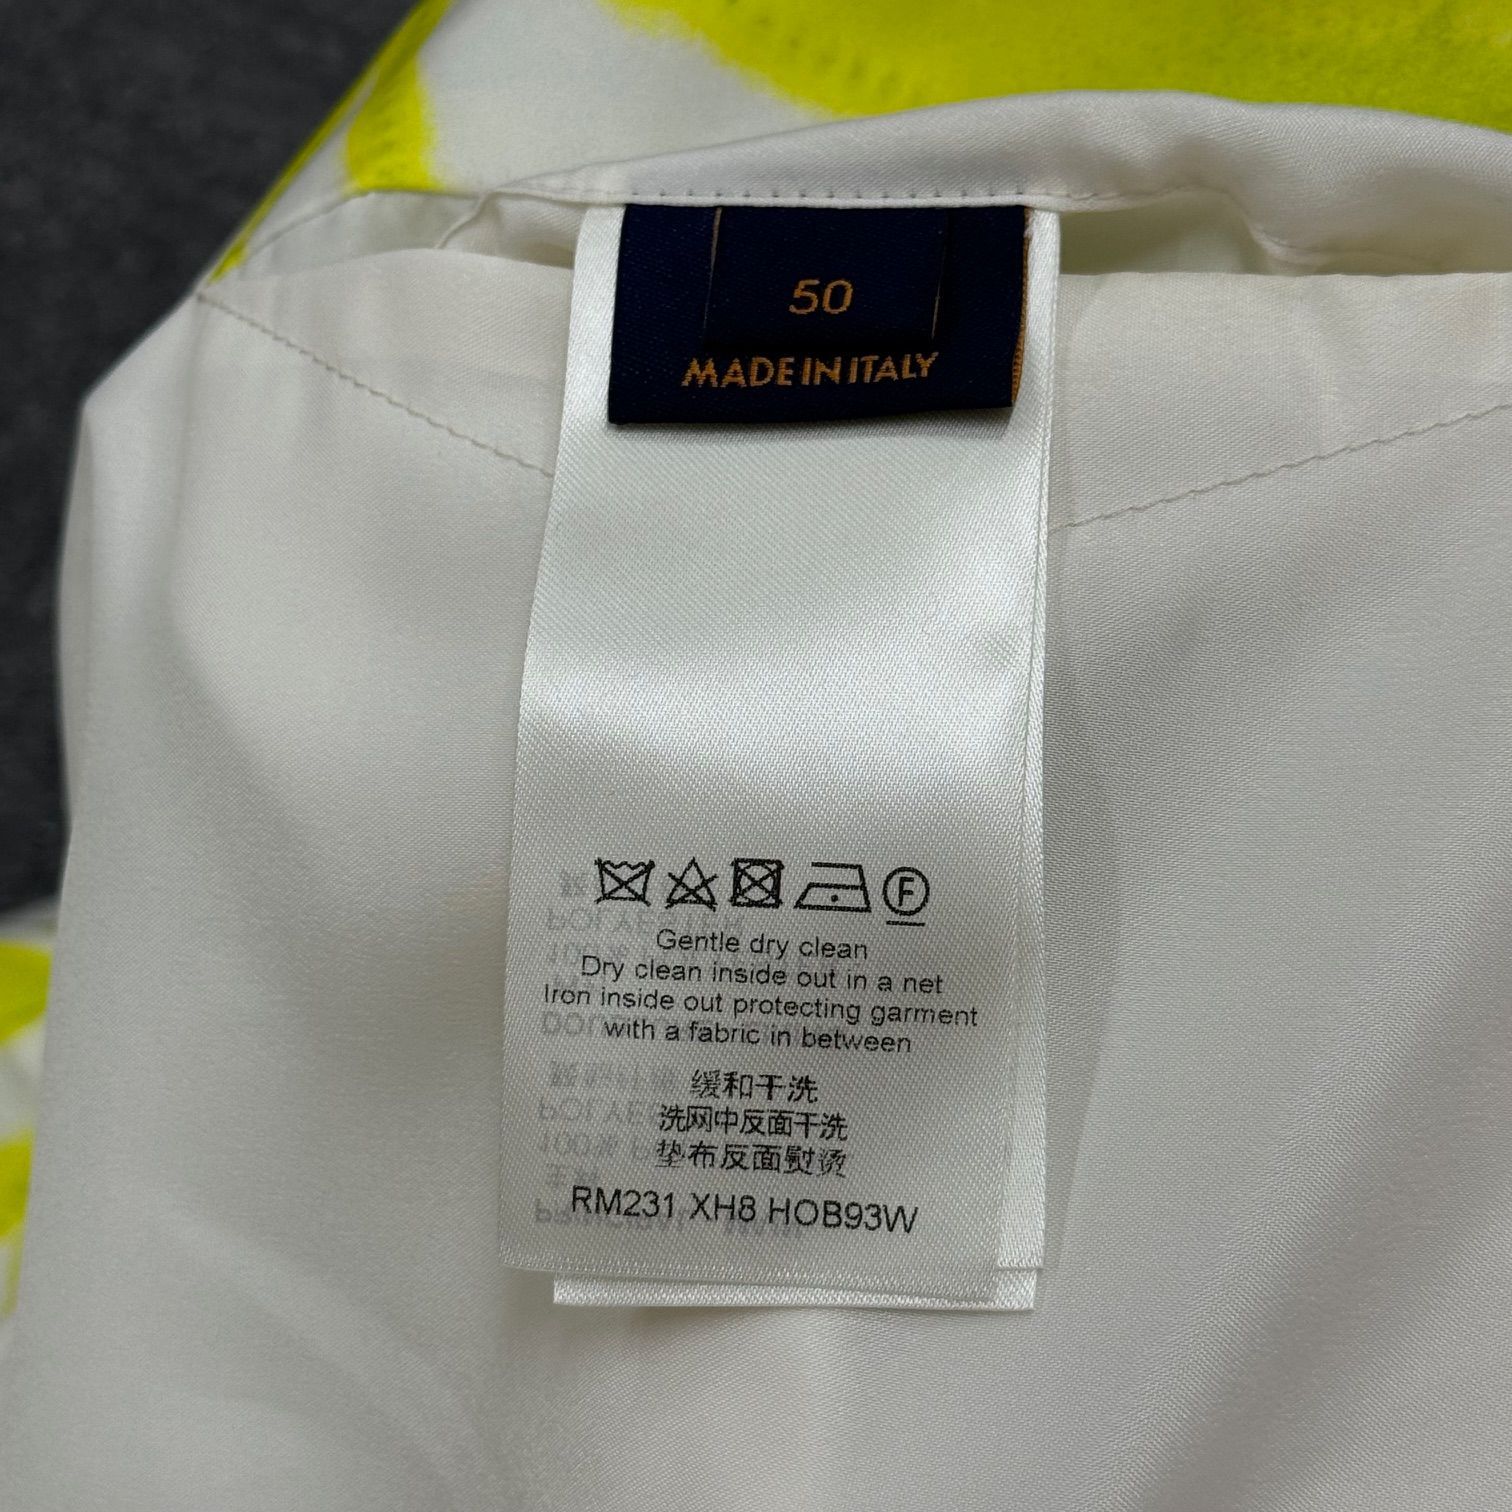 50
MADE IN ITALY
Gentle dry clean
Dry clean inside out in a net
Iron inside out protecting garment
with a fabric in between
缓和干洗
洗网中反面干洗
垫布反面熨烫
RM231 XH8 HOB93W